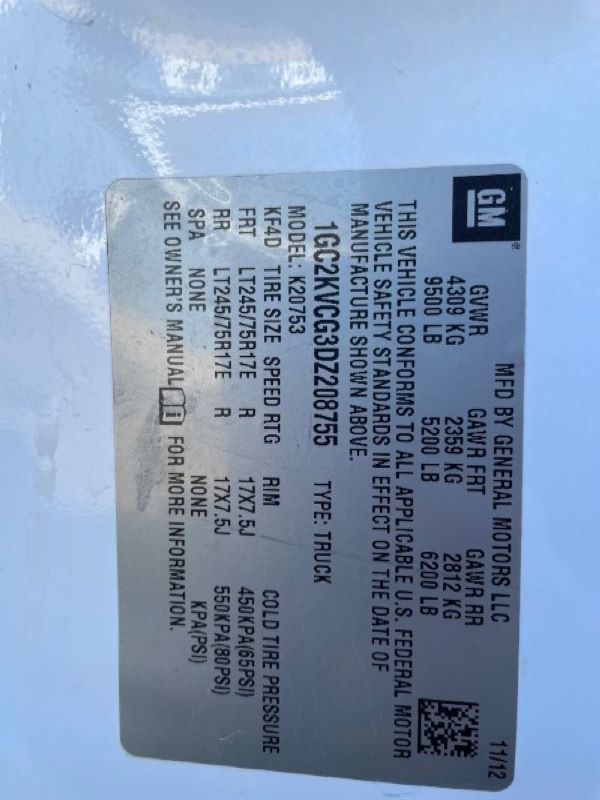 GM®
MFD BY GENERAL MOTORS LLC 11/12
GVWR GAWR FRT GAWR RR
4309 KG 2359 KG 2812 KG
9500 LB 5200 LB 6200 LB
THIS VEHICLE CONFORMS TO ALL APPLICABLE U.S. FEDERAL MOTOR
VEHICLE SAFETY STANDARDS IN EFFECT ON THE DATE OF
MANUFACTURE SHOWN ABOVE.
1GC2KVCG3DZ208755 TYPE: TRUCK
MODEL: K20753
KF4D TIRE SIZE SPEED RTG RIM COLD TIRE PRESSURE
FRT LT245/75R17E R 17X7.5J 450KPA(65PSI)
RR LT245/75R17E R 17X7.5J 550KPA(80PSI)
SPA NONE NONE KPA(PSI)
SEE OWNER'S MANUAL FOR MORE INFORMATION.